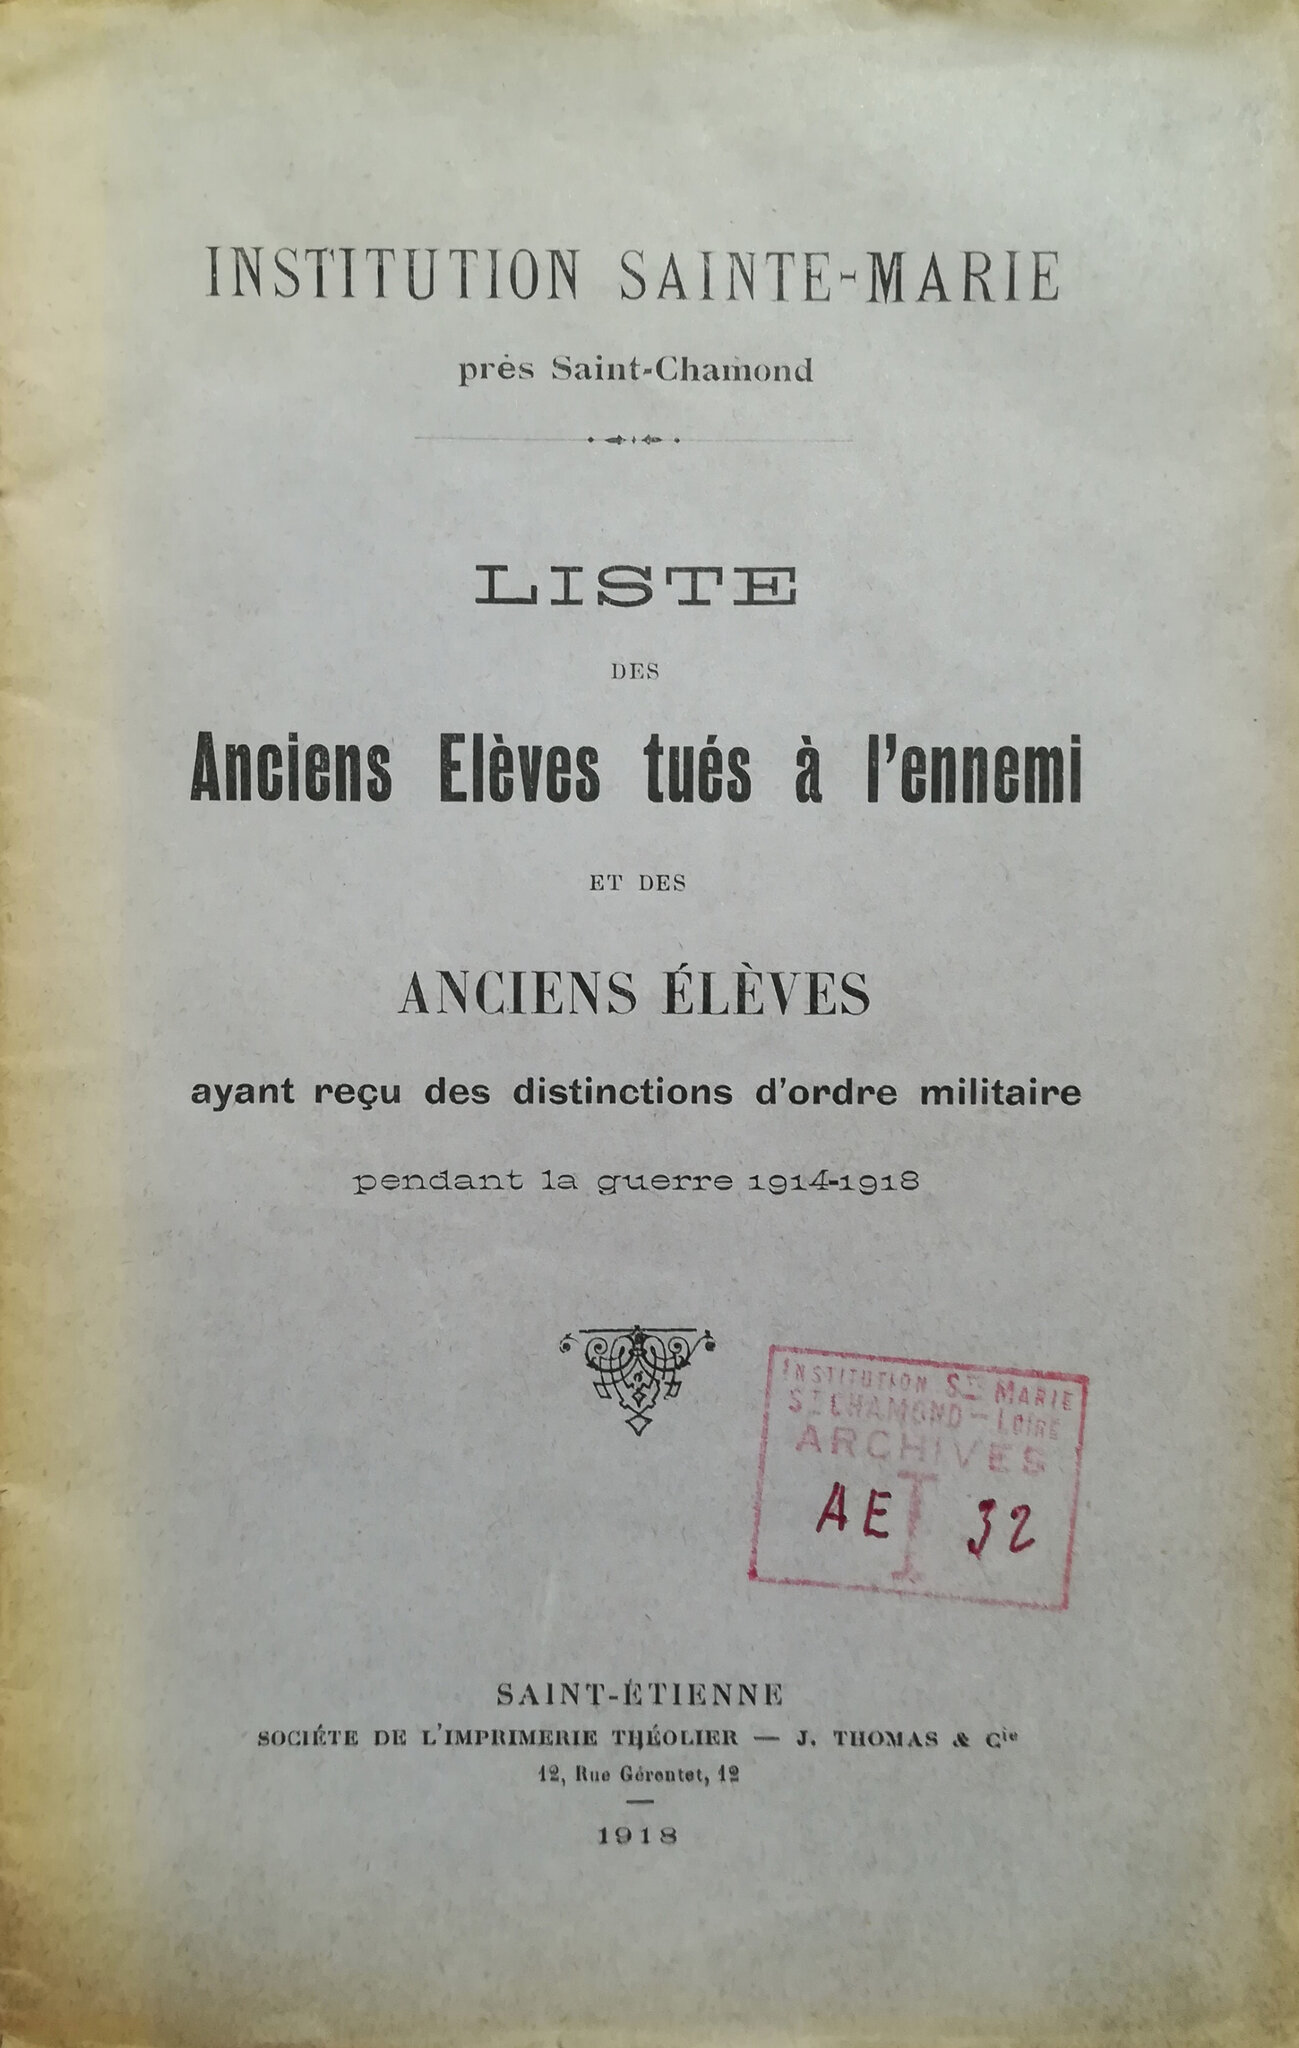 INSTITUTION SAINTE-MARIE
près Saint-Chamond
LISTE
DES
Anciens Elèves tués à l'ennemi
ET DES
ANCIENS ÉLÈVES
ayant reçu des distinctions d'ordre militaire
pendant la guerre 1914-1918
INSTITUTION STE MARIE
ST CHAMOND - LOIRE
ARCHIVES
AE I 32
SAINT-ÉTIENNE
SOCIÉTE DE L'IMPRIMERIE THÉOLIER — J. THOMAS & Cie
12, Rue Gérentet, 12
1918